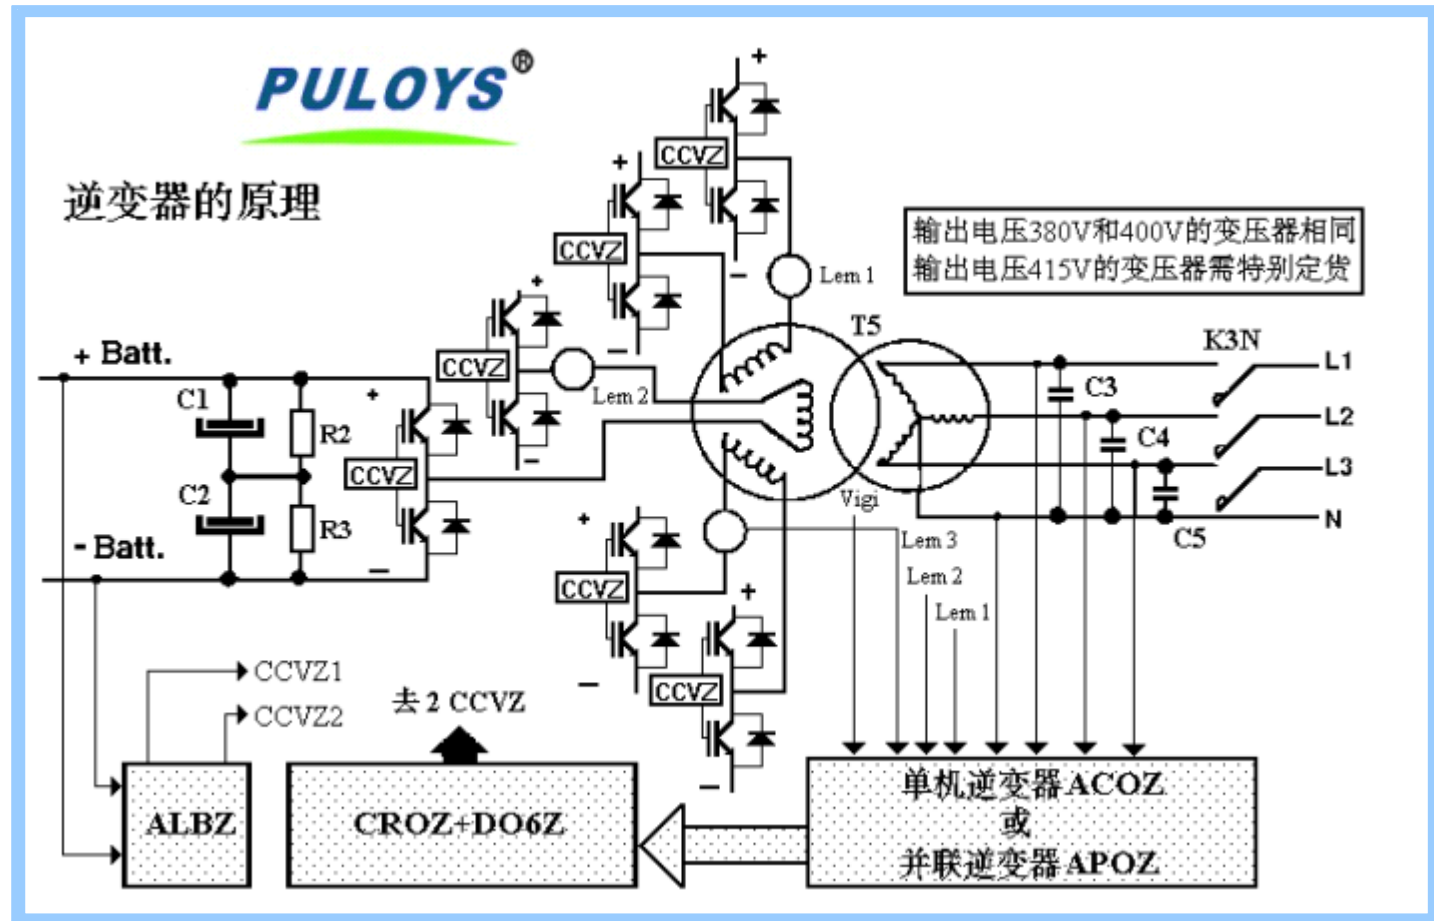 PULOYS®
逆变器的原理
输出电压380V和400V的变压器相同
输出电压415V的变压器需特别定货
+
CCVZ
-
Lem 1
+
CCVZ
-
+
CCVZ
-
Lem 2
T5
K3N
L1
L2
L3
N
C3
C4
C5
+ Batt.
- Batt.
C1
C2
R2
R3
+
CCVZ
-
Vigi
Lem 3
Lem 2
Lem 1
+
CCVZ
-
+
CCVZ
-
CCVZ1
CCVZ2
去 2 CCVZ
ALBZ
CROZ+DO6Z
单机逆变器ACOZ
或
并联逆变器APOZ